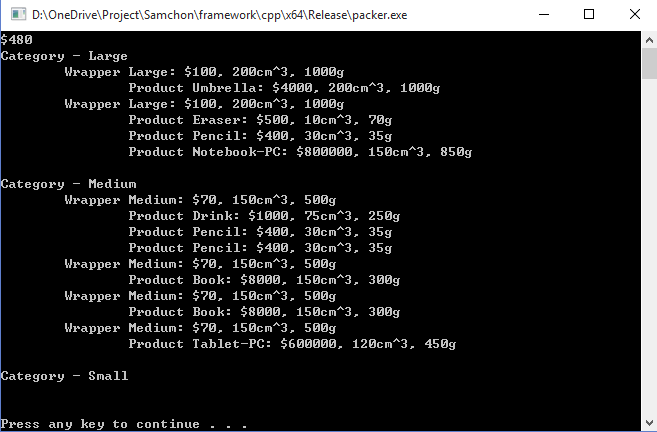 D:\OneDrive\Project\Samchon\framework\cpp\x64\Release\packer.exe
$480
Category - Large
Wrapper Large: $100, 200cm^3, 1000g
Product Umbrella: $4000, 200cm^3, 1000g
Wrapper Large: $100, 200cm^3, 1000g
Product Eraser: $500, 10cm^3, 70g
Product Pencil: $400, 30cm^3, 35g
Product Notebook-PC: $800000, 150cm^3, 850g
Category - Medium
Wrapper Medium: $70, 150cm^3, 500g
Product Drink: $1000, 75cm^3, 250g
Product Pencil: $400, 30cm^3, 35g
Product Pencil: $400, 30cm^3, 35g
Wrapper Medium: $70, 150cm^3, 500g
Product Book: $8000, 150cm^3, 300g
Wrapper Medium: $70, 150cm^3, 500g
Product Book: $8000, 150cm^3, 300g
Wrapper Medium: $70, 150cm^3, 500g
Product Tablet-PC: $600000, 120cm^3, 450g
Category - Small
Press any key to continue . . .